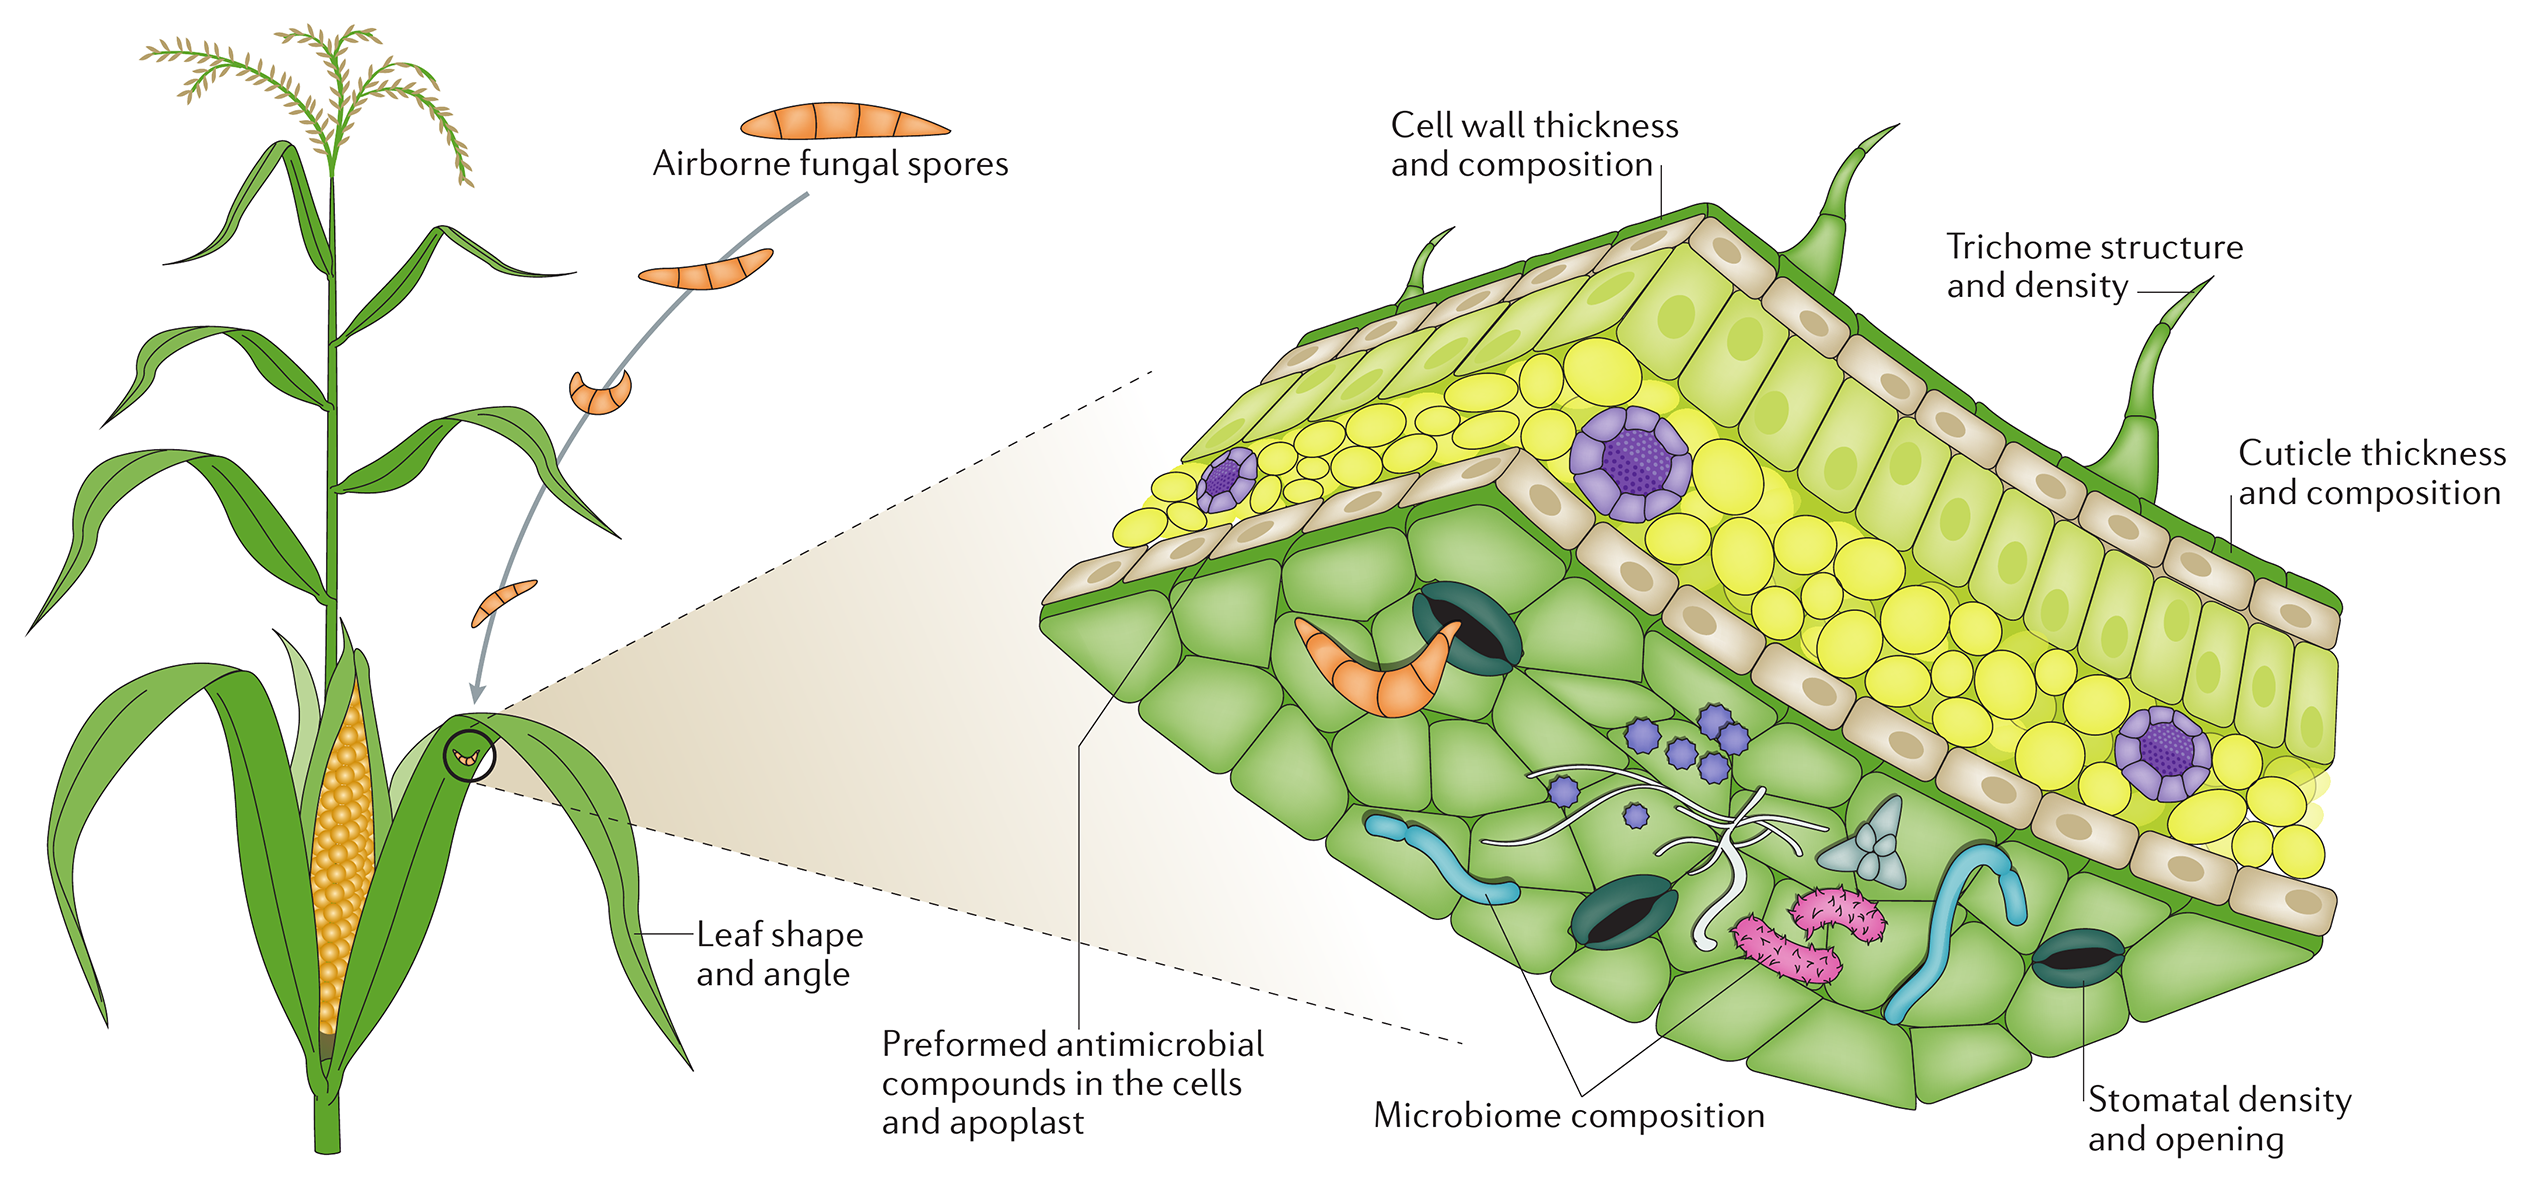 Airborne fungal spores
Cell wall thickness
and composition
Trichome structure
and density
Cuticle thickness
and composition
Leaf shape
and angle
Preformed antimicrobial
compounds in the cells
and apoplast
Microbiome composition
Stomatal density
and opening